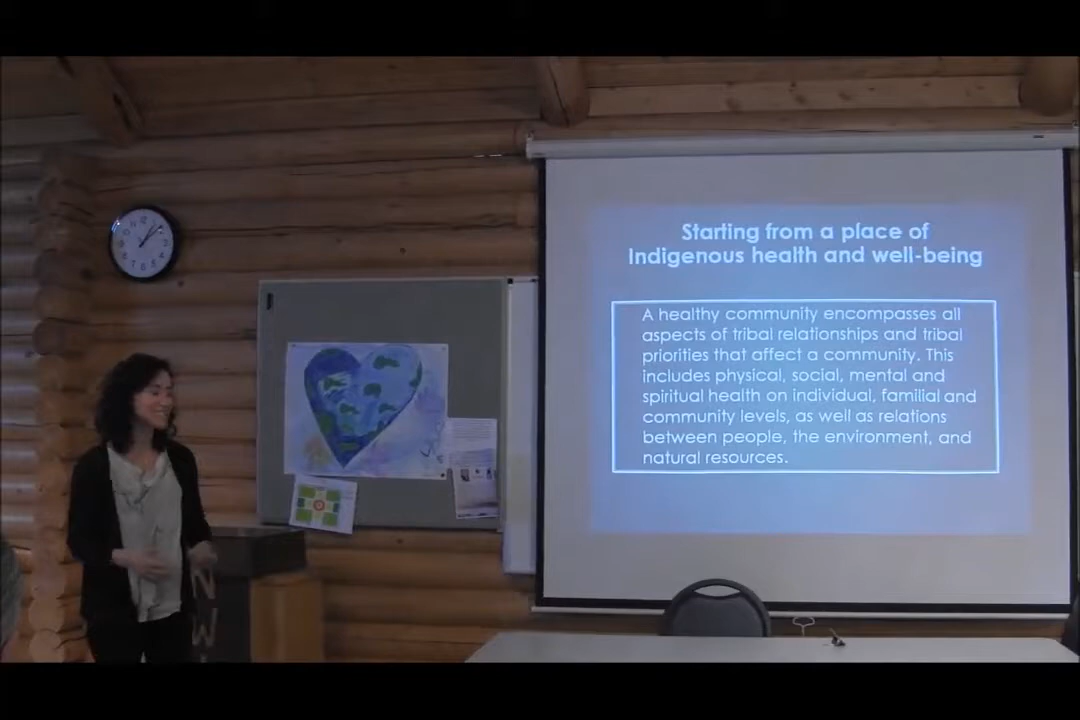 Starting from a place of
Indigenous health and well-being
A healthy community encompasses all
aspects of tribal relationships and tribal
priorities that affect a community. This
includes physical, social, mental and
spiritual health on individual, familial and
community levels, as well as relations
between people, the environment, and
natural resources.